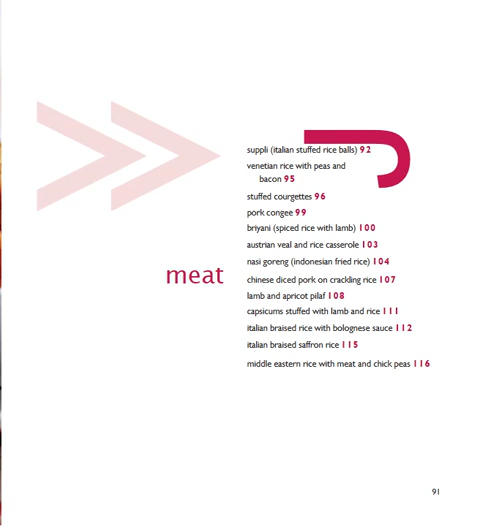 suppli (italian stuffed rice balls) 92
venetian rice with peas and
bacon 95
stuffed courgettes 96
pork congee 99
briyani (spiced rice with lamb) 100
austrian veal and rice casserole 103
nasi goreng (indonesian fried rice) 104
meat
chinese diced pork on crackling rice 107
lamb and apricot pilaf 108
capsicums stuffed with lamb and rice 111
italian braised rice with bolognese sauce 112
italian braised saffron rice 115
middle eastern rice with meat and chick peas 116
91